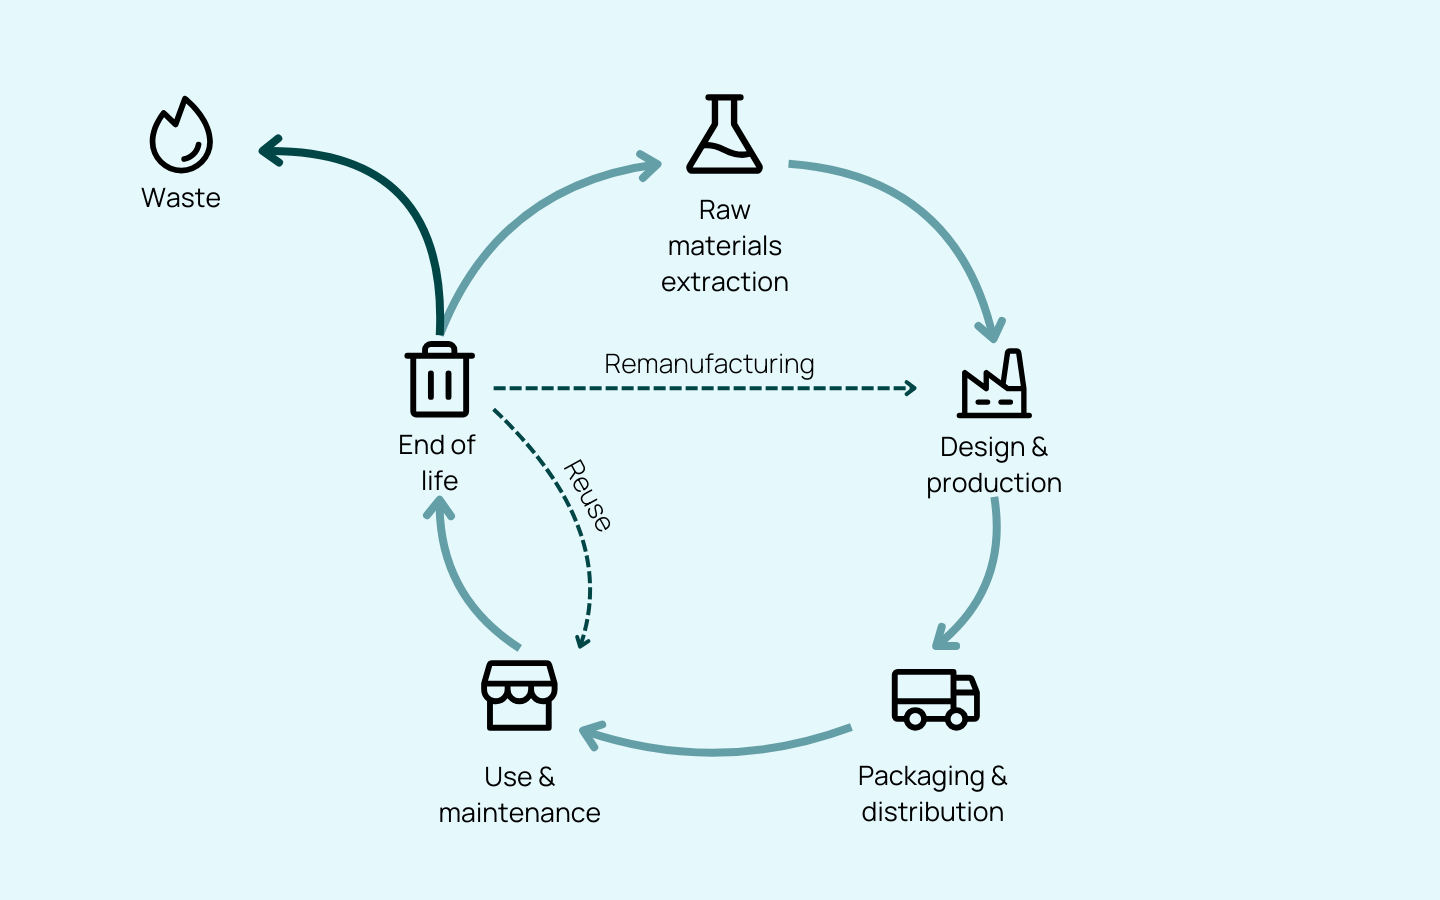 Waste
Raw
materials
extraction
Remanufacturing
End of
life
Reuse
Design &
production
Use &
maintenance
Packaging &
distribution